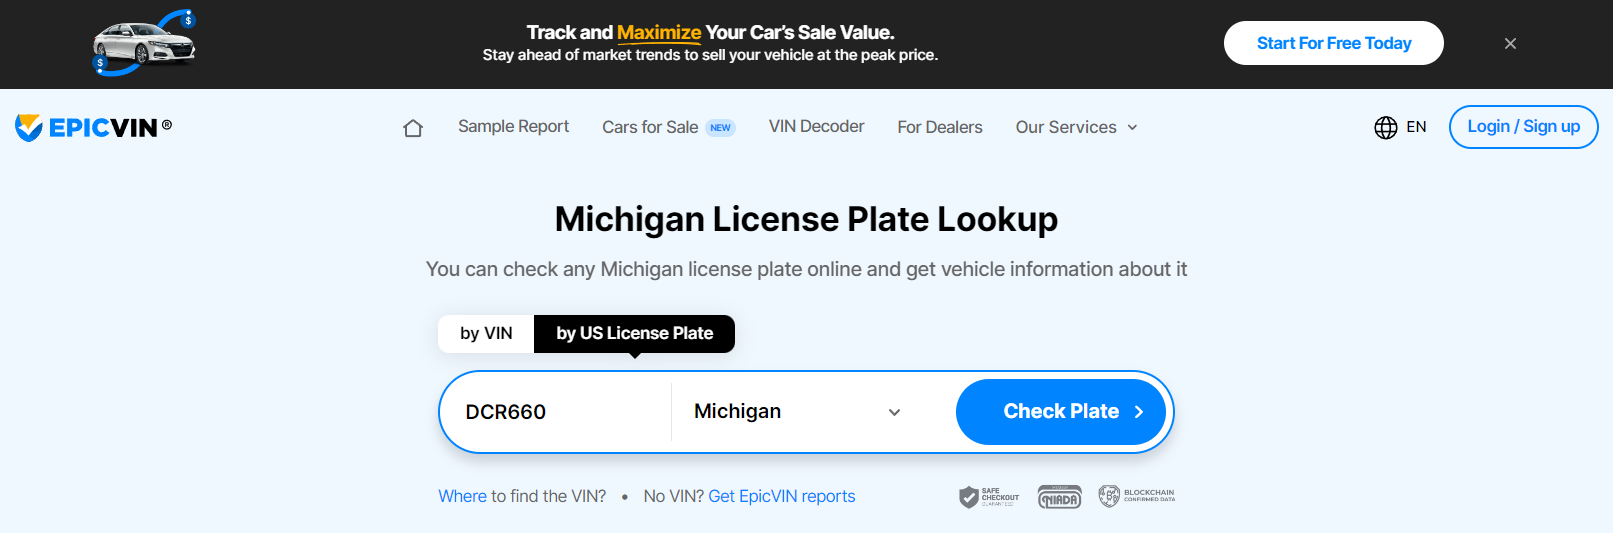 Track and Maximize Your Car's Sale Value.
Stay ahead of market trends to sell your vehicle at the peak price.
Start For Free Today
$
$
EPICVIN ®
Sample Report
Cars for Sale NEW
VIN Decoder
For Dealers
Our Services
EN
Login / Sign up
Michigan License Plate Lookup
You can check any Michigan license plate online and get vehicle information about it
by VIN
by US License Plate
DCR660
Michigan
Check Plate
Where to find the VIN? • No VIN? Get EpicVIN reports
SAFE
CHECKOUT
GUARANTEED
NIADA
BLOCKCHAIN
CONFIRMED DATA